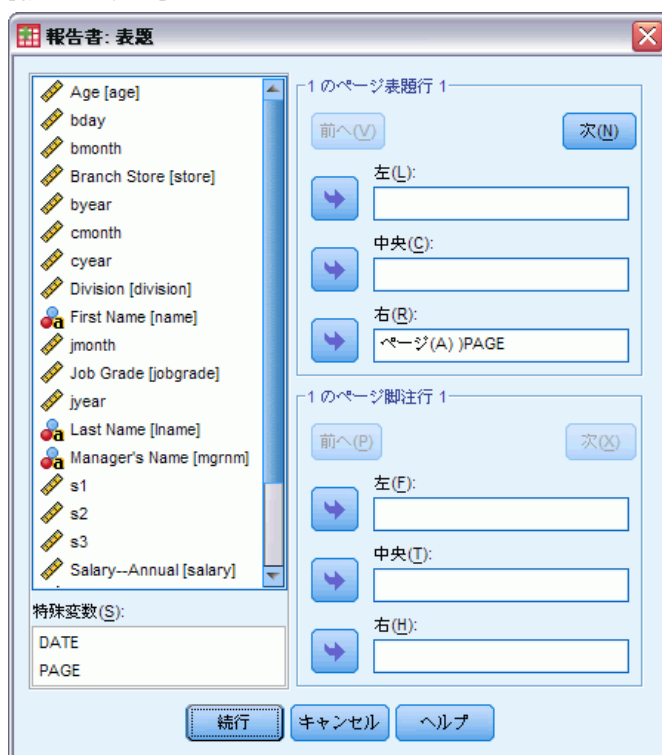 報告書: 表題
Age [age]
bday
bmonth
Branch Store [store]
byear
cmonth
cyear
Division [division]
First Name [name]
jmonth
Job Grade [jobgrade]
jyear
Last Name [lname]
Manager's Name [mgrnm]
s1
s2
s3
Salary--Annual [salary]
特殊変数(S):
DATE
PAGE
1 のページ表題行 1
前へ(V)
次(N)
左(L):
中央(C):
右(R):
ページ(A) )PAGE
1 のページ脚注行 1
前へ(P)
次(X)
左(F):
中央(T):
右(H):
続行
キャンセル
ヘルプ